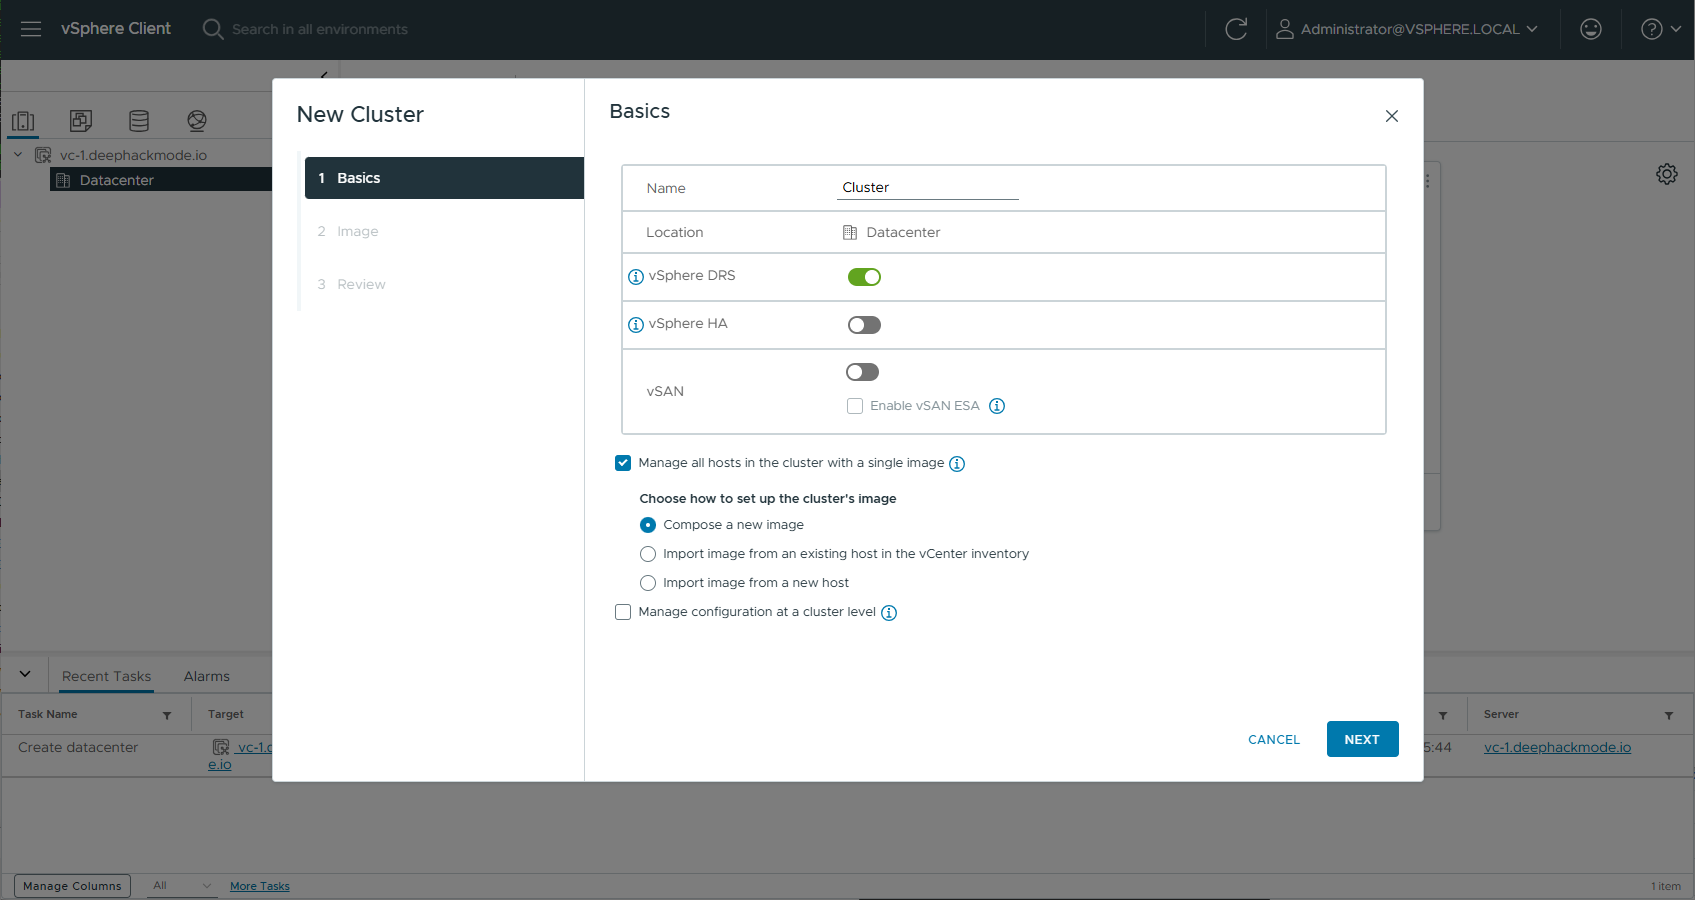 vSphere Client
Search in all environments
Administrator@VSPHERE.LOCAL
vc-1.deephackmode.io
Datacenter
New Cluster
1 Basics
2 Image
3 Review
Basics
Name Cluster
Location Datacenter
vSphere DRS
vSphere HA
vSAN
Enable vSAN ESA
Manage all hosts in the cluster with a single image
Choose how to set up the cluster's image
Compose a new image
Import image from an existing host in the vCenter inventory
Import image from a new host
Manage configuration at a cluster level
CANCEL NEXT
Recent Tasks Alarms
Task Name Target Server
Create datacenter vc-1.d 5:44 vc-1.deephackmode.io
e.io
Manage Columns All More Tasks 1 item